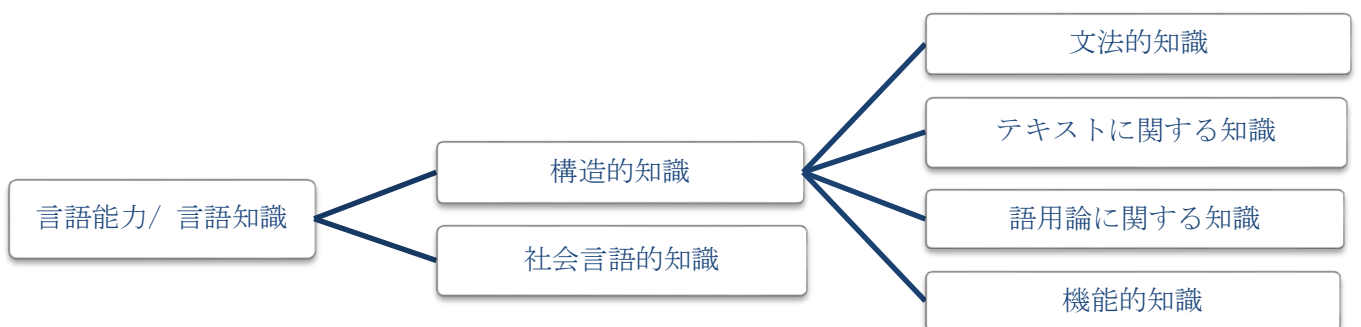 文法的知識
テキストに関する知識
構造的知識
言語能力/ 言語知識
語用論に関する知識
社会言語的知識
機能的知識